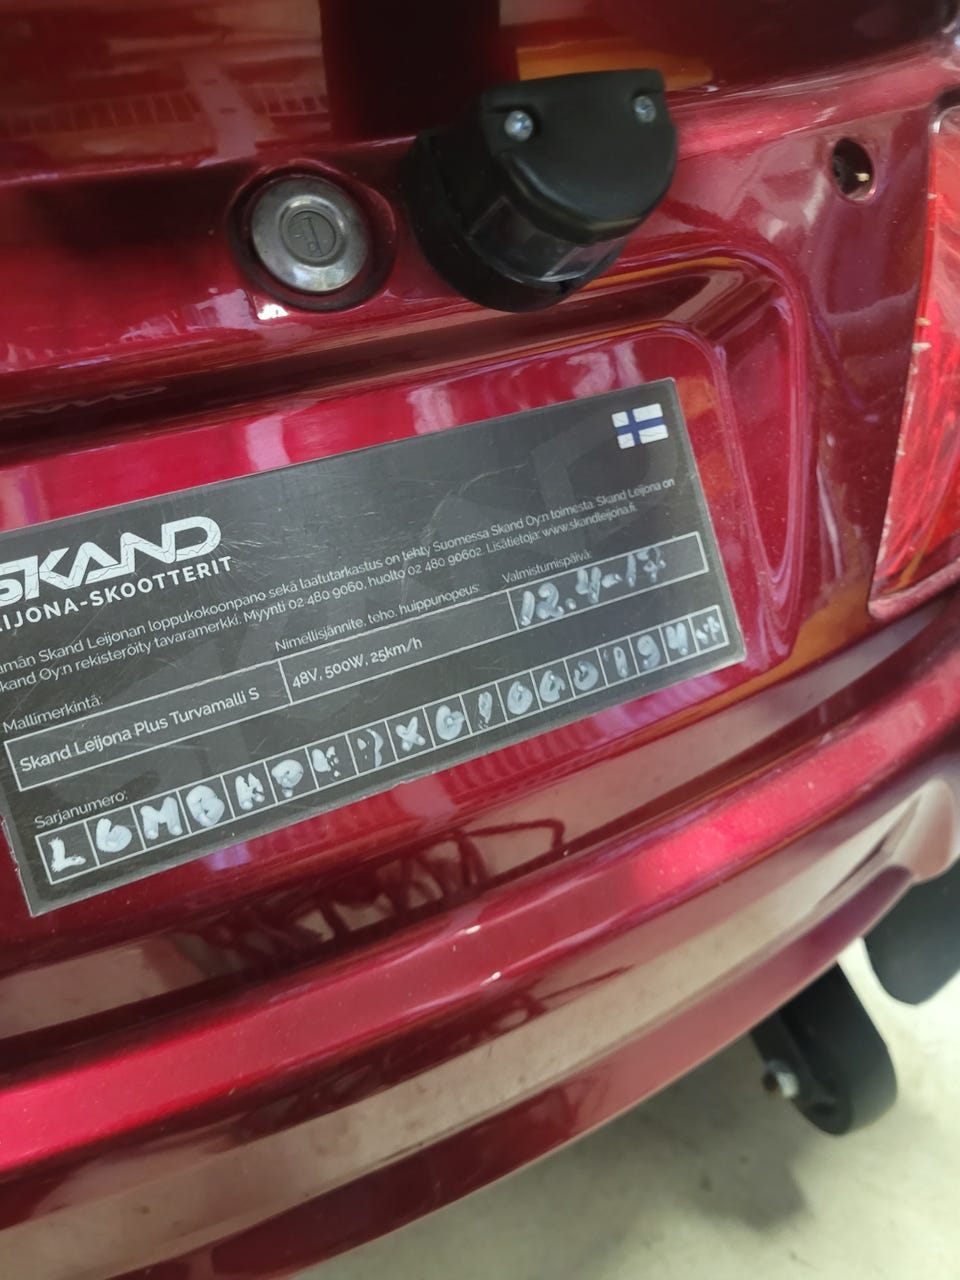 SKAND
LEIJONA-SKOOTTERIT
Tämän Skand Leijonan loppukokoonpano sekä laatutarkastus on tehty Suomessa Skand Oy:n toimesta. Skand Leijona on
Skand Oy:n rekisteröity tavaramerkki. Myynti 02 480 9060, huolto 02 480 90602. Lisätietoja: www.skandleijona.fi.
Mallimerkintä:
Nimellisjännite, teho, huippunopeus:
Valmistumispäivä:
Skand Leijona Plus Turvamalli S
48V, 500W, 25km/h
12.4-17
Sarjanumero:
L6MB